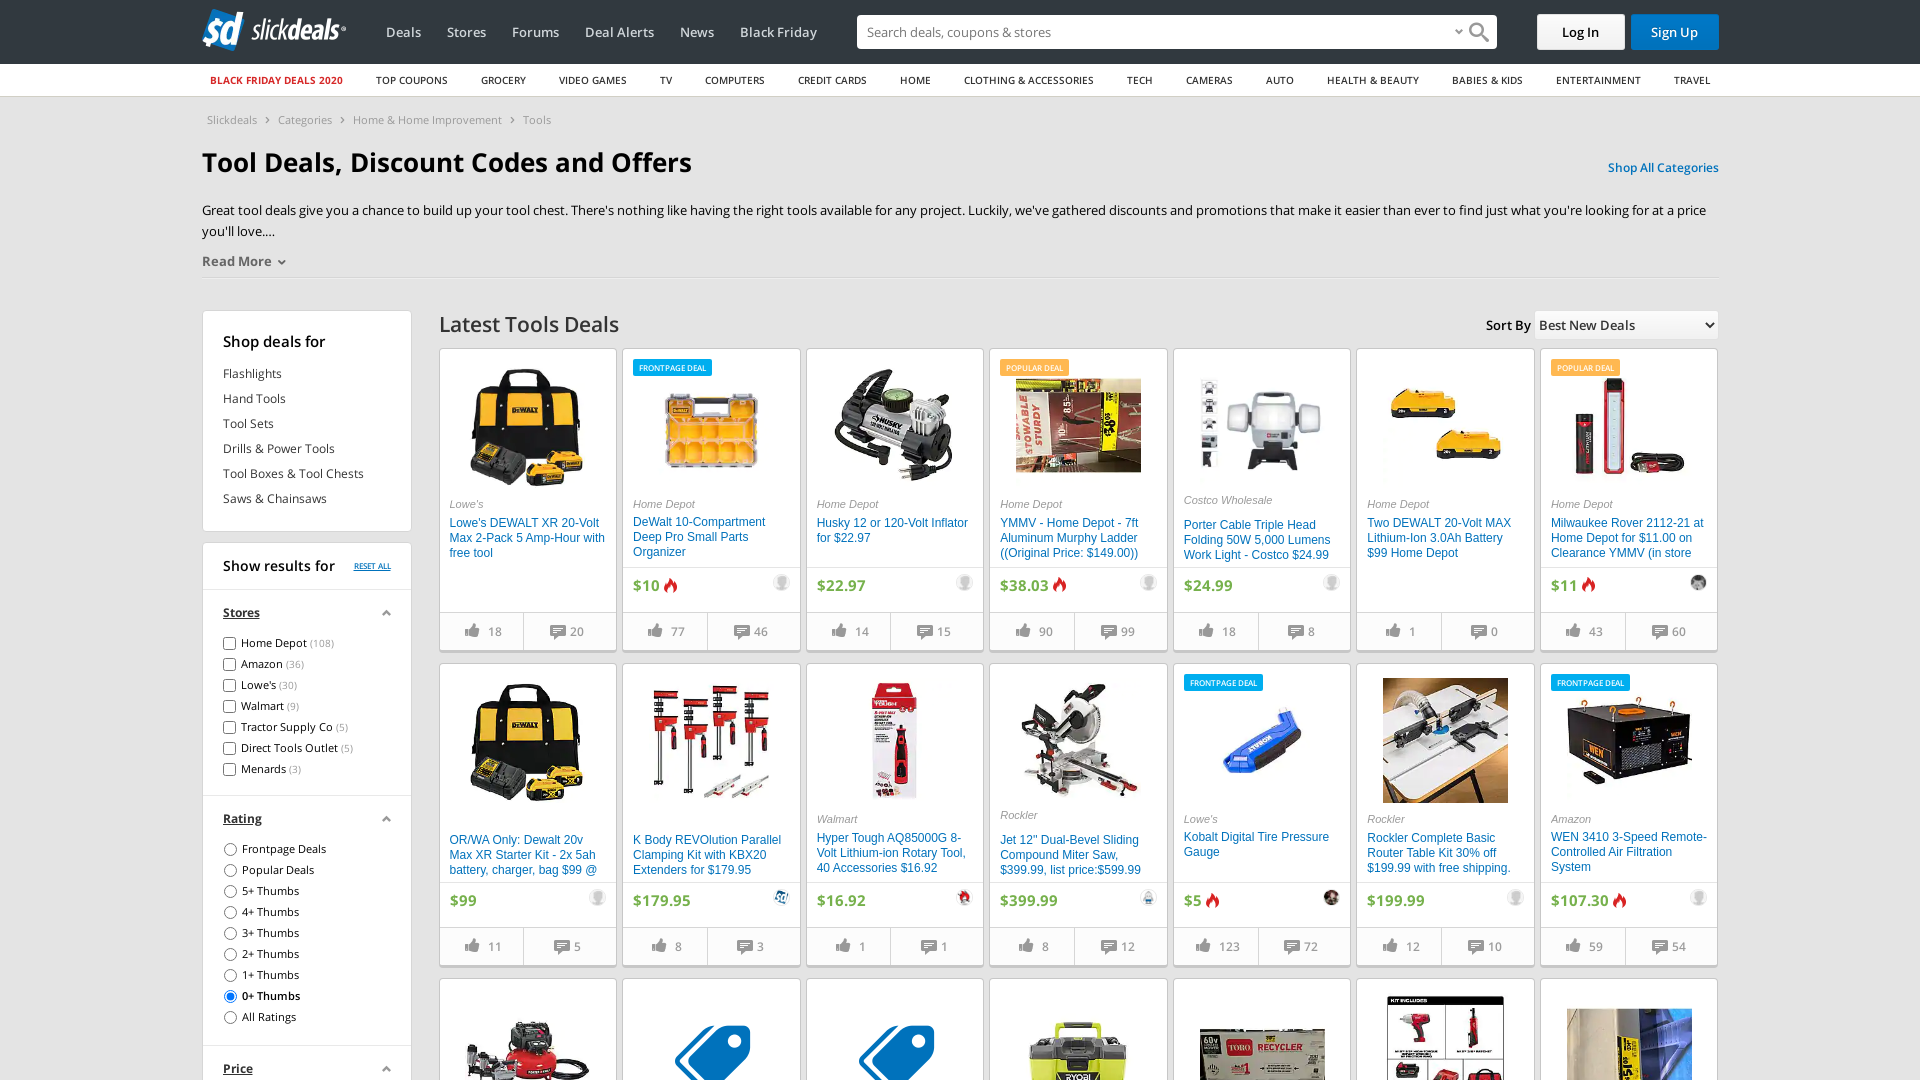 sd slickdeals
Deals
Stores
Forums
Deal Alerts
News
Black Friday
Search deals, coupons & stores
Log In
Sign Up
BLACK FRIDAY DEALS 2020
TOP COUPONS
GROCERY
VIDEO GAMES
TV
COMPUTERS
CREDIT CARDS
HOME
CLOTHING & ACCESSORIES
TECH
CAMERAS
AUTO
HEALTH & BEAUTY
BABIES & KIDS
ENTERTAINMENT
TRAVEL
Slickdeals > Categories > Home & Home Improvement > Tools
Tool Deals, Discount Codes and Offers
Shop All Categories
Great tool deals give you a chance to build up your tool chest. There's nothing like having the right tools available for any project. Luckily, we've gathered discounts and promotions that make it easier than ever to find just what you're looking for at a price
you'll love....
Read More
Shop deals for
Flashlights
Hand Tools
Tool Sets
Drills & Power Tools
Tool Boxes & Tool Chests
Saws & Chainsaws
Show results for
RESET ALL
Stores
Home Depot (108)
Amazon (36)
Lowe's (30)
Walmart (9)
Tractor Supply Co (5)
Direct Tools Outlet (5)
Menards (3)
Rating
Frontpage Deals
Popular Deals
5+ Thumbs
4+ Thumbs
3+ Thumbs
2+ Thumbs
1+ Thumbs
0+ Thumbs
All Ratings
Price
Latest Tools Deals
Sort By
Best New Deals
Lowe's
Lowe's DEWALT XR 20-Volt
Max 2-Pack 5 Amp-Hour with
free tool
18
20
FRONTPAGE DEAL
Home Depot
DeWalt 10-Compartment
Deep Pro Small Parts
Organizer
$10
77
46
Home Depot
Husky 12 or 120-Volt Inflator
for $22.97
$22.97
14
15
POPULAR DEAL
Home Depot
YMMV - Home Depot - 7ft
Aluminum Murphy Ladder
((Original Price: $149.00))
$38.03
90
99
Costco Wholesale
Porter Cable Triple Head
Folding 50W 5,000 Lumens
Work Light - Costco $24.99
$24.99
18
8
Home Depot
Two DEWALT 20-Volt MAX
Lithium-Ion 3.0Ah Battery
$99 Home Depot
1
0
POPULAR DEAL
Home Depot
Milwaukee Rover 2112-21 at
Home Depot for $11.00 on
Clearance YMMV (in store
$11
43
60
OR/WA Only: Dewalt 20v
Max XR Starter Kit - 2x 5ah
battery, charger, bag $99 @
$99
11
5
K Body REVOlution Parallel
Clamping Kit with KBX20
Extenders for $179.95
$179.95
8
3
Walmart
Hyper Tough AQ85000G 8-
Volt Lithium-ion Rotary Tool,
40 Accessories $16.92
$16.92
1
1
Rockler
Jet 12" Dual-Bevel Sliding
Compound Miter Saw,
$399.99, list price:$599.99
$399.99
8
12
FRONTPAGE DEAL
Lowe's
Kobalt Digital Tire Pressure
Gauge
$5
123
72
Rockler
Rockler Complete Basic
Router Table Kit 30% off
$199.99 with free shipping.
$199.99
12
10
FRONTPAGE DEAL
Amazon
WEN 3410 3-Speed Remote-
Controlled Air Filtration
System
$107.30
59
54
RYOBI
60V
TORO RECYCLER
KIT INCLUDES